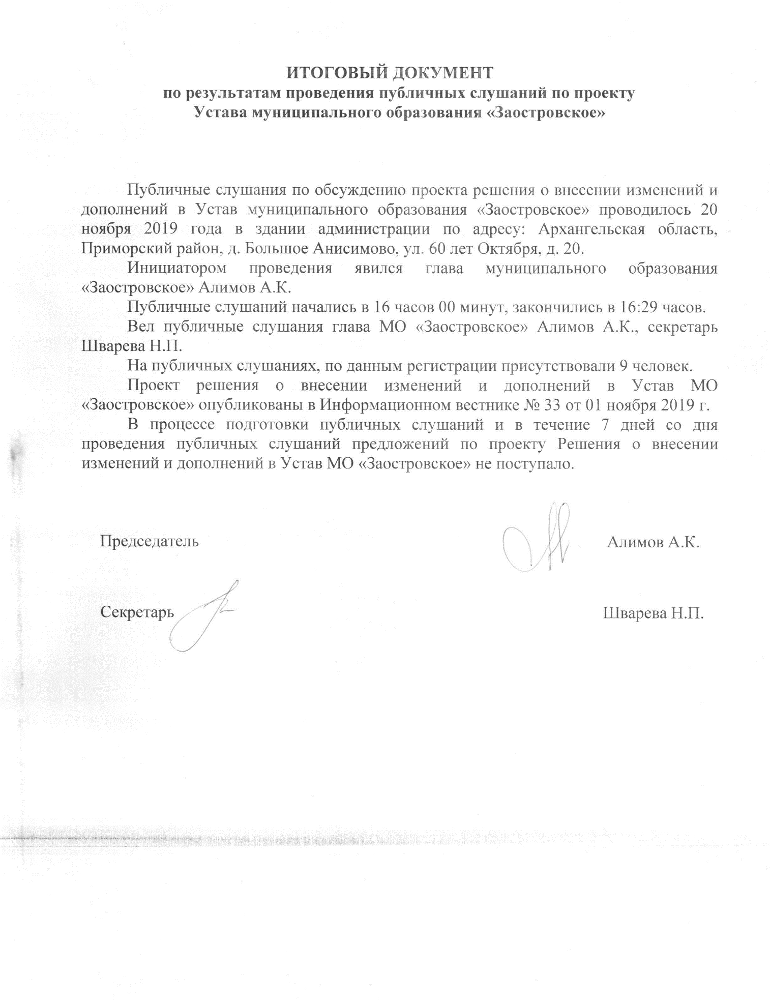 ИТОГОВЫЙ ДОКУМЕНТ
по результатам проведения публичных слушаний по проекту
Устава муниципального образования «Заостровское»
Публичные слушания по обсуждению проекта решения о внесении изменений и
дополнений в Устав муниципального образования «Заостровское» проводилось 20
ноября 2019 года в здании администрации по адресу: Архангельская область,
Приморский район, д. Большое Анисимово, ул. 60 лет Октября, д. 20.
Инициатором проведения явился глава муниципального образования
«Заостровское» Алимов А.К.
Публичные слушаний начались в 16 часов 00 минут, закончились в 16:29 часов.
Вел публичные слушания глава МО «Заостровское» Алимов А.К., секретарь
Шварева Н.П.
На публичных слушаниях, по данным регистрации присутствовали 9 человек.
Проект решения о внесении изменений и дополнений в Устав МО
«Заостровское» опубликованы в Информационном вестнике № 33 от 01 ноября 2019 г.
В процессе подготовки публичных слушаний и в течение 7 дней со дня
проведения публичных слушаний предложений по проекту Решения о внесении
изменений и дополнений в Устав МО «Заостровское» не поступало.
Председатель Алимов А.К.
Секретарь Шварева Н.П.